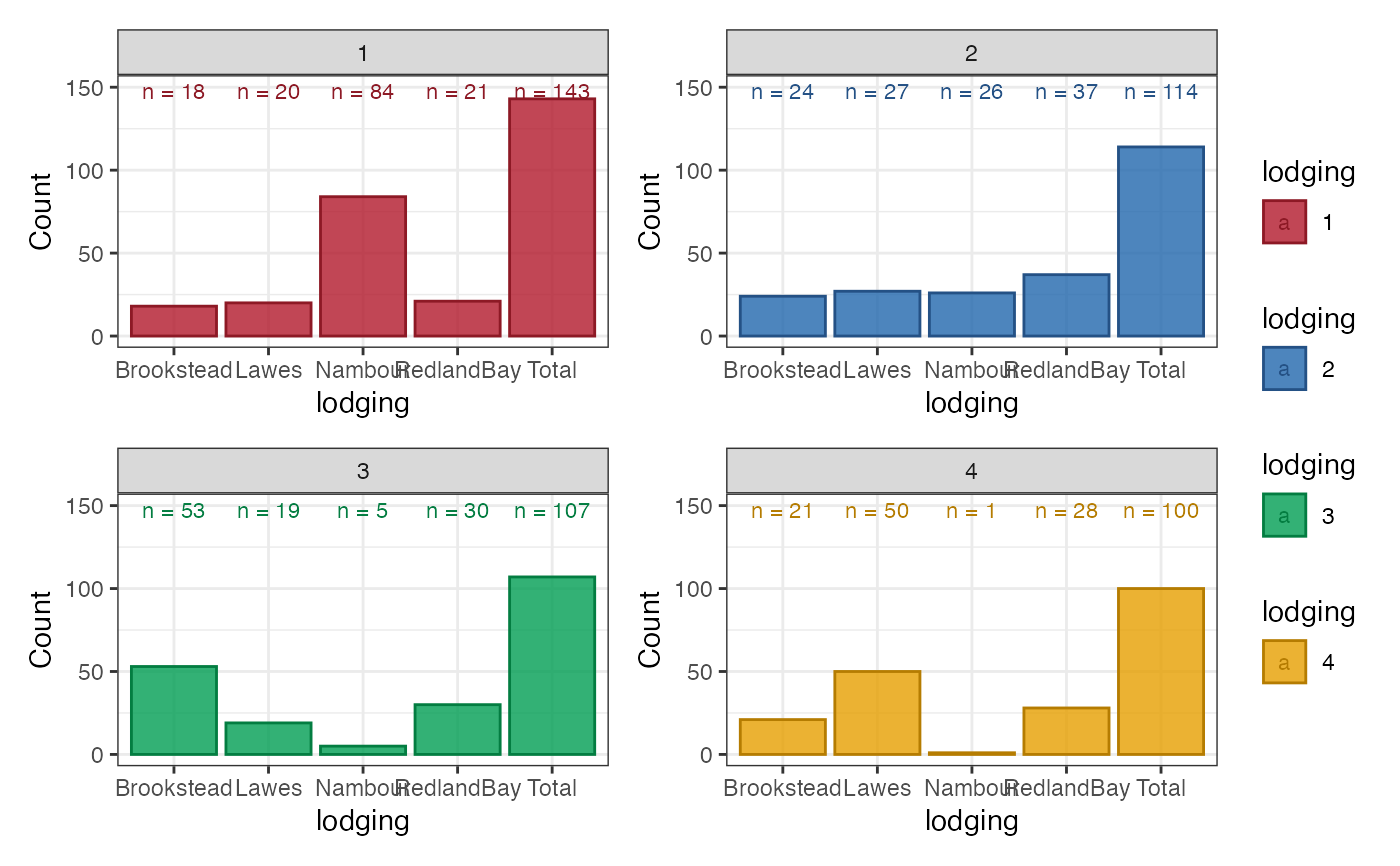 1
150
n = 18 n = 20 n = 84 n = 21 n = 143
100
50
0
Count
Brookstead Lawes Nambour RedlandBay Total
lodging
2
150
n = 24 n = 27 n = 26 n = 37 n = 114
100
50
0
Count
Brookstead Lawes Nambour RedlandBay Total
lodging
3
150
n = 53 n = 19 n = 5 n = 30 n = 107
100
50
0
Count
Brookstead Lawes Nambour RedlandBay Total
lodging
4
150
n = 21 n = 50 n = 1 n = 28 n = 100
100
50
0
Count
Brookstead Lawes Nambour RedlandBay Total
lodging
lodging
a 1
lodging
a 2
lodging
a 3
lodging
a 4